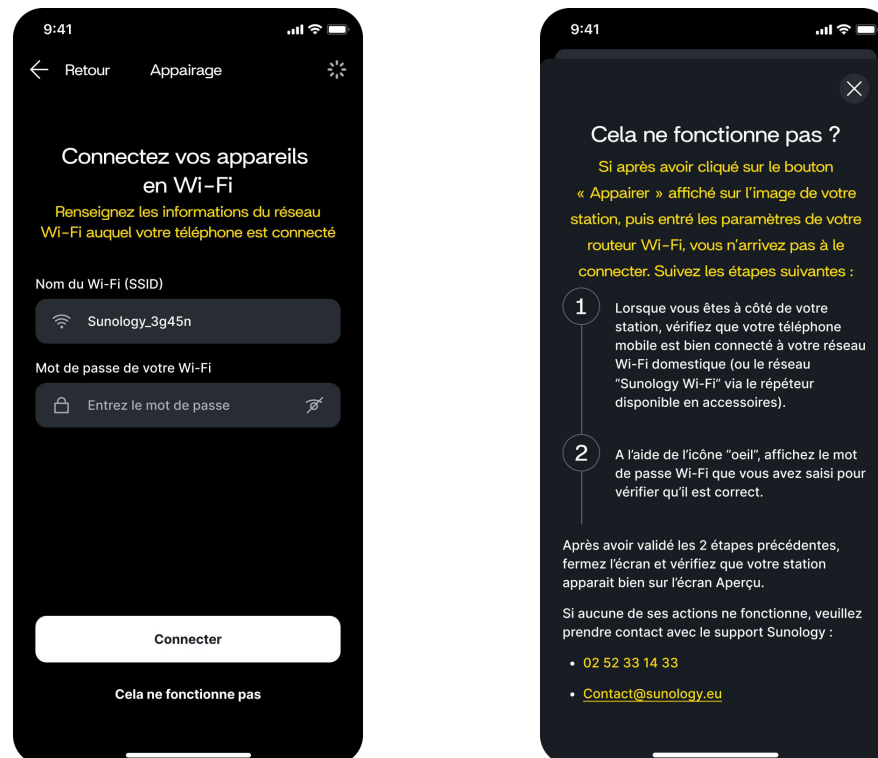 9:41
Retour
Appairage
Connectez vos appareils
en Wi-Fi
Renseignez les informations du réseau
Wi-Fi auquel votre téléphone est connecté
Nom du Wi-Fi (SSID)
Sunology_3g45n
Mot de passe de votre Wi-Fi
Entrez le mot de passe
Connecter
Cela ne fonctionne pas
9:41
Cela ne fonctionne pas ?
Si après avoir cliqué sur le bouton
« Appairer » affiché sur l'image de votre
station, puis entré les paramètres de votre
routeur Wi-Fi, vous n'arrivez pas à le
connecter. Suivez les étapes suivantes :
1
Lorsque vous êtes à côté de votre
station, vérifiez que votre téléphone
mobile est bien connecté à votre réseau
Wi-Fi domestique (ou le réseau
“Sunology Wi-Fi” via le répéteur
disponible en accessoires).
2
A l'aide de l'icône “oeil”, affichez le mot
de passe Wi-Fi que vous avez saisi pour
vérifier qu'il est correct.
Après avoir validé les 2 étapes précédentes,
fermez l'écran et vérifiez que votre station
apparait bien sur l'écran Aperçu.
Si aucune de ses actions ne fonctionne, veuillez
prendre contact avec le support Sunology :
• 02 52 33 14 33
• Contact@sunology.eu